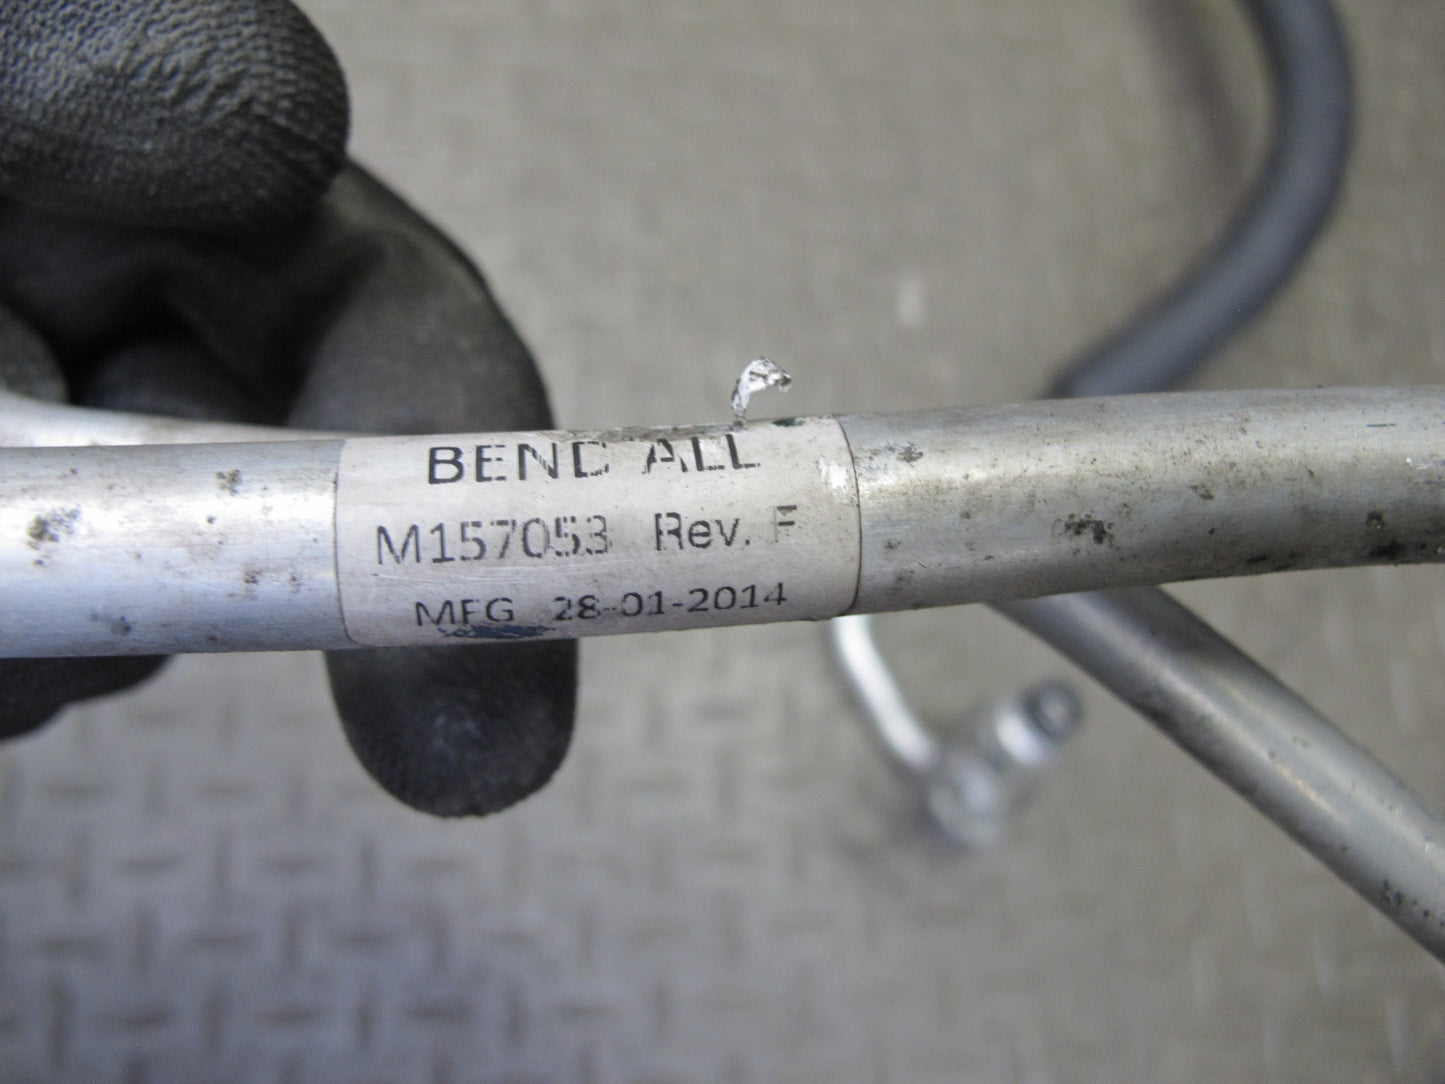 BEND ALL
M157053 Rev. F
MFG 28-01-2014